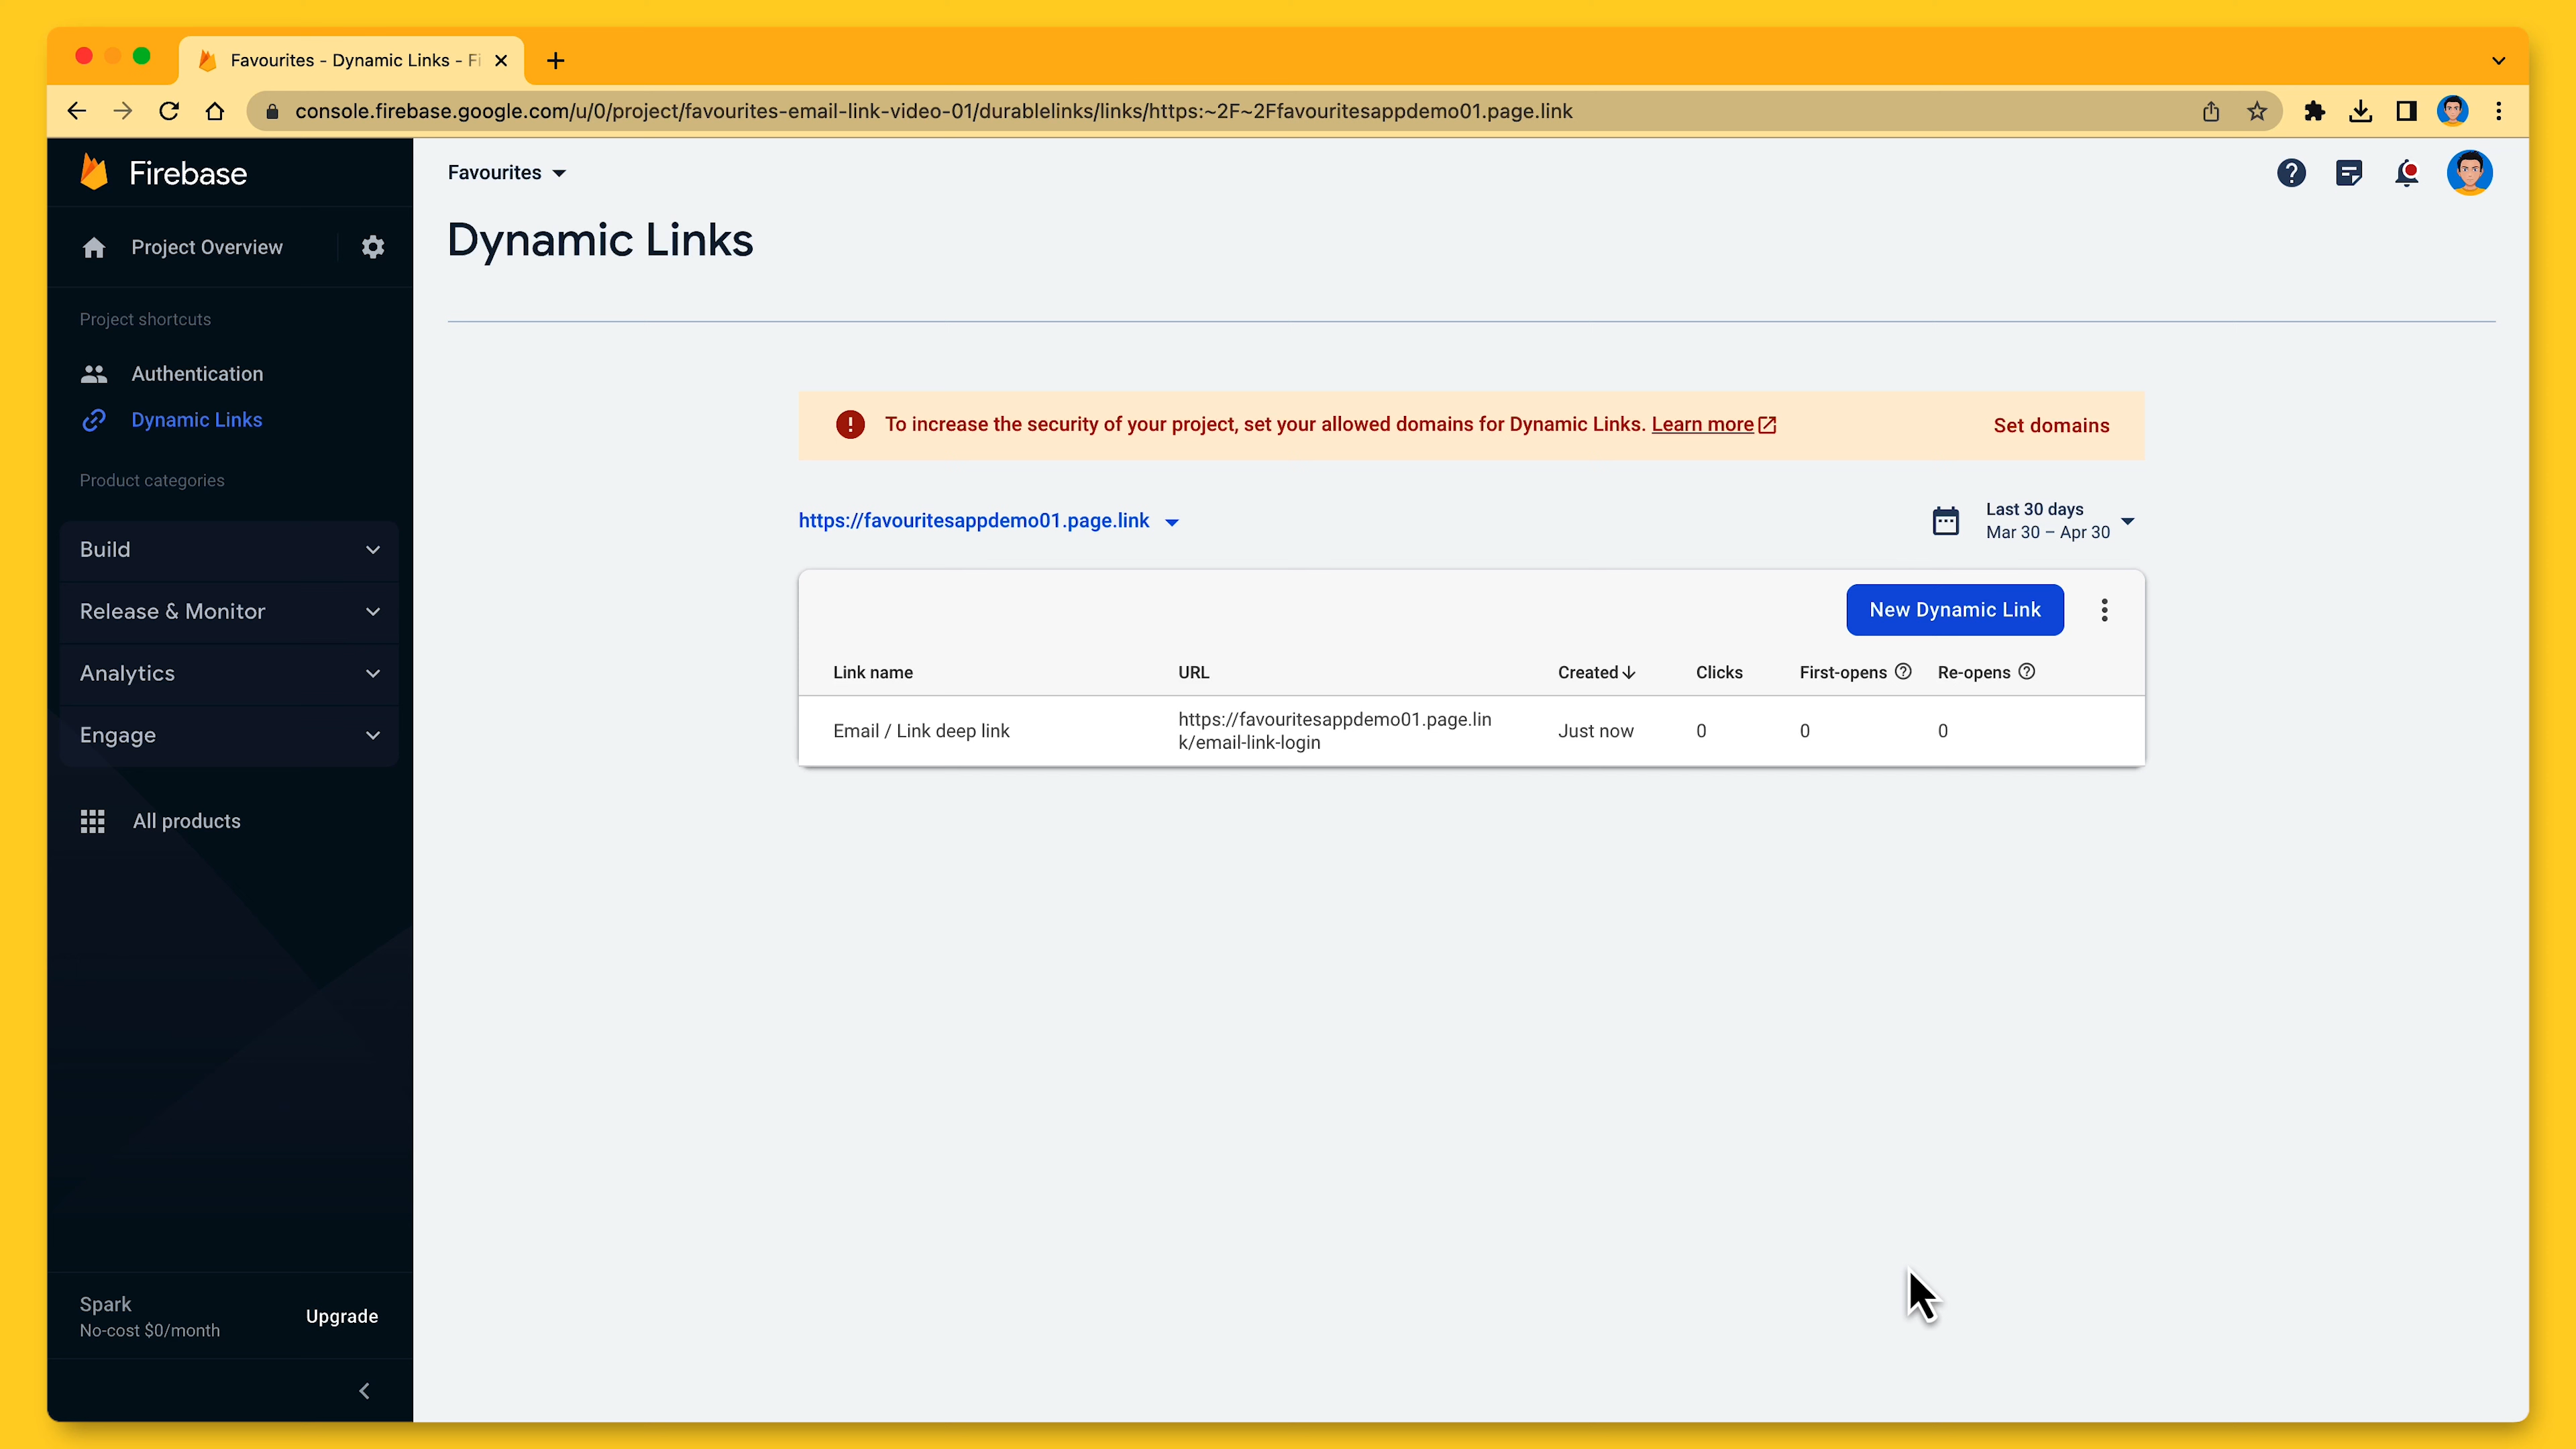 Favourites - Dynamic Links - Fi
console.firebase.google.com/u/0/project/favourites-email-link-video-01/durablelinks/links/https:~2F~2Ffavouritesappdemo01.page.link
Firebase
Favourites
Dynamic Links
Project Overview
Project shortcuts
Authentication
Dynamic Links
Product categories
Build
Release & Monitor
Analytics
Engage
All products
Spark
No-cost $0/month
Upgrade
To increase the security of your project, set your allowed domains for Dynamic Links. Learn more
Set domains
https://favouritesappdemo01.page.link
Last 30 days
Mar 30 – Apr 30
New Dynamic Link
Link name URL Created Clicks First-opens Re-opens
Email / Link deep link https://favouritesappdemo01.page.lin
k/email-link-login Just now 0 0 0